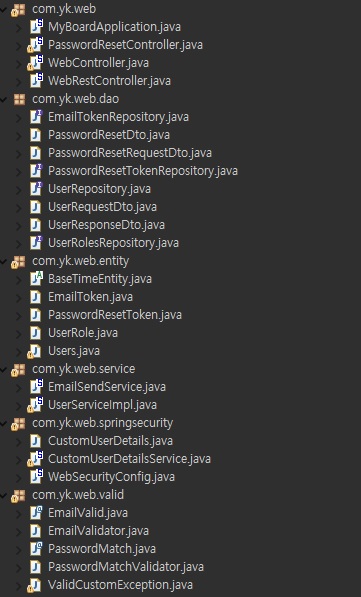 com.yk.web
MyBoardApplication.java
PasswordResetController.java
WebController.java
WebRestController.java
com.yk.web.dao
EmailTokenRepository.java
PasswordResetDto.java
PasswordResetRequestDto.java
PasswordResetTokenRepository.java
UserRepository.java
UserRequestDto.java
UserResponseDto.java
UserRolesRepository.java
com.yk.web.entity
BaseTimeEntity.java
EmailToken.java
PasswordResetToken.java
UserRole.java
Users.java
com.yk.web.service
EmailSendService.java
UserServiceImpl.java
com.yk.web.springsecurity
CustomUserDetails.java
CustomUserDetailsService.java
WebSecurityConfig.java
com.yk.web.valid
EmailValid.java
EmailValidator.java
PasswordMatch.java
PasswordMatchValidator.java
ValidCustomException.java